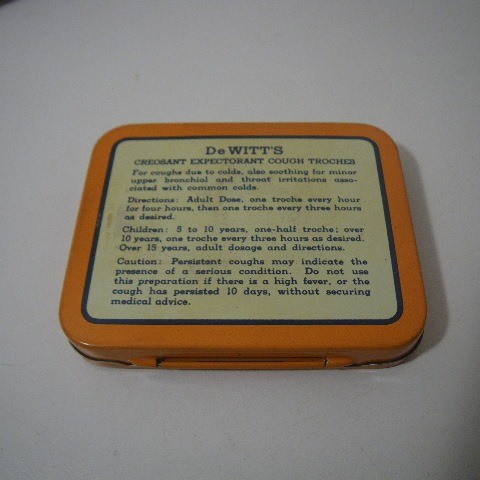 De WITT'S
CREOSANT EXPECTORANT COUGH TROCHES
For coughs due to colds, also soothing for minor
upper bronchial and throat irritations asso-
ciated with common colds.
Directions: Adult Dose, one troche every hour
for four hours, then one troche every three hours
as desired.
Children: 5 to 10 years, one-half troche; over
10 years, one troche every three hours as desired.
Over 15 years, adult dosage and directions.
Caution: Persistent coughs may indicate the
presence of a serious condition. Do not use
this preparation if there is a high fever, or the
cough has persisted 10 days, without securing
medical advice.